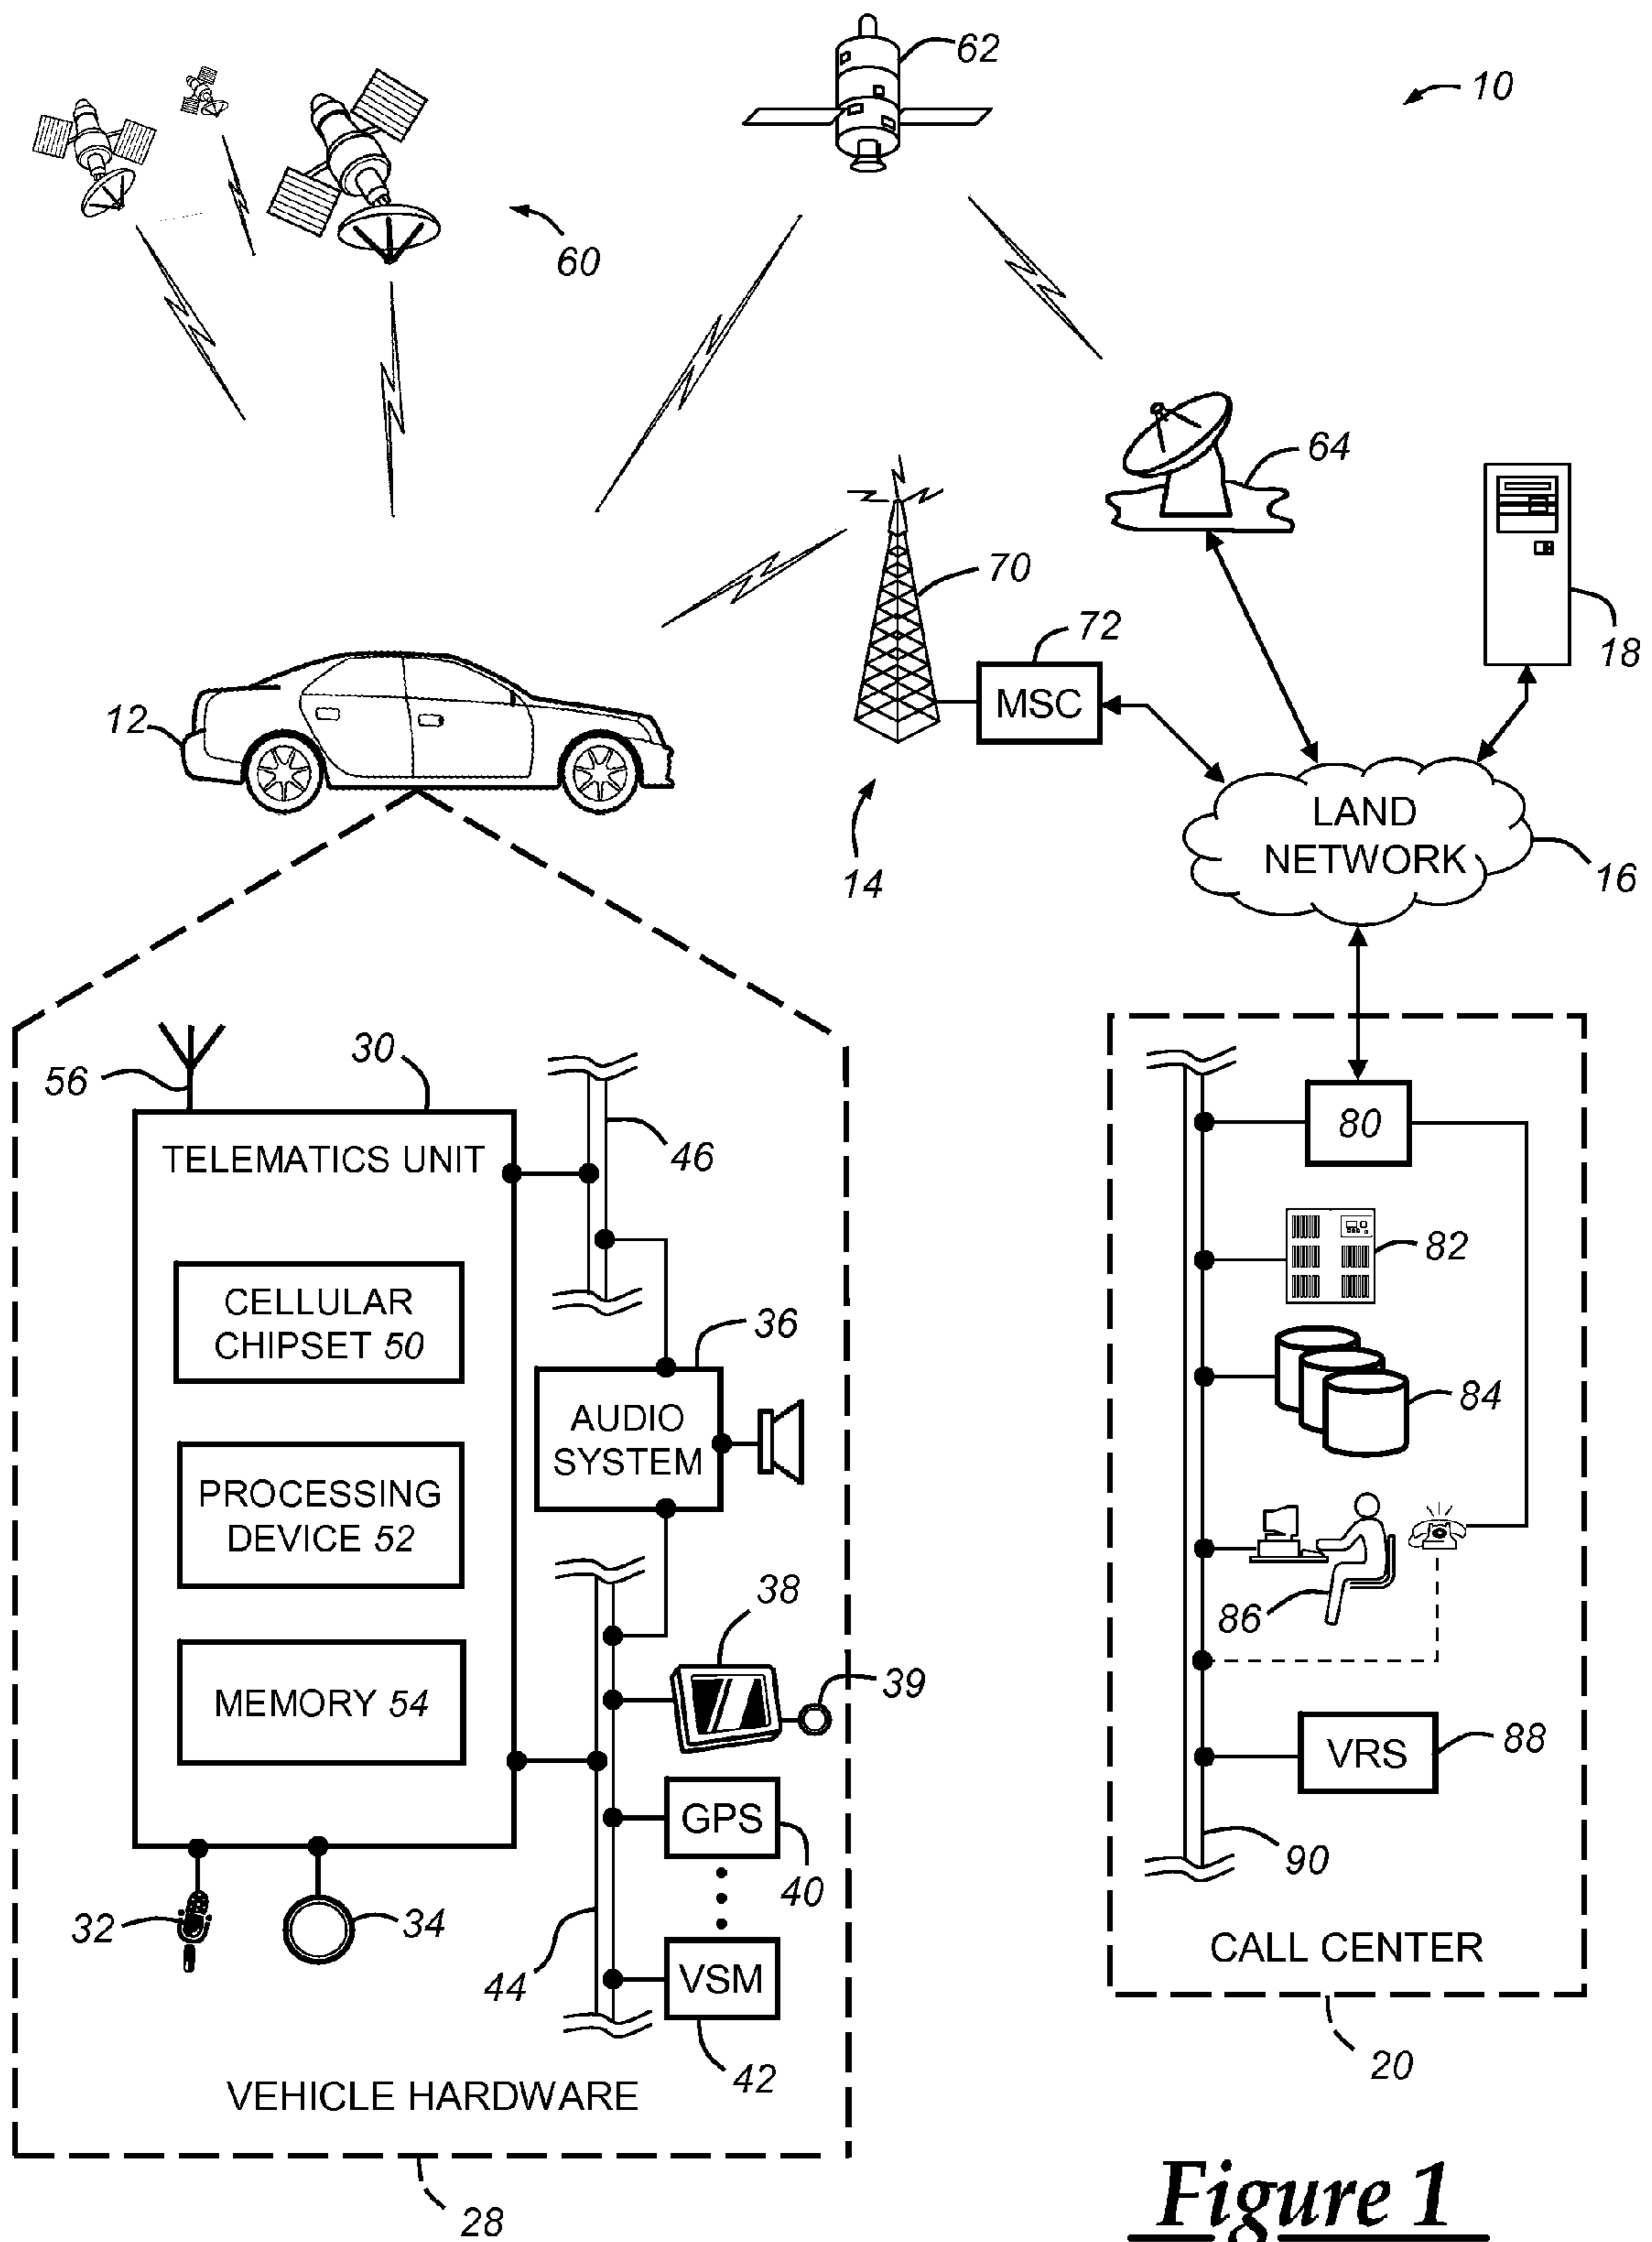 62
10
60
64
70
18
72
MSC
12
LAND
NETWORK
14
16
30
56
46
TELEMATICS UNIT
80
82
CELLULAR
CHIPSET 50
36
84
AUDIO
SYSTEM
PROCESSING
DEVICE 52
38
86
39
MEMORY 54
VRS
88
GPS
40
90
32
34
44
VSM
CALL CENTER
42
20
VEHICLE HARDWARE
28
Figure 1